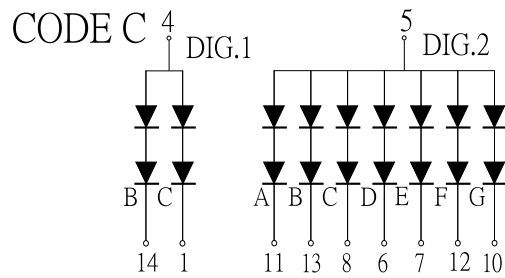 CODE C 4 DIG.1 5 DIG.2
B C A B C D E F G
14 1 11 13 8 6 7 12 10